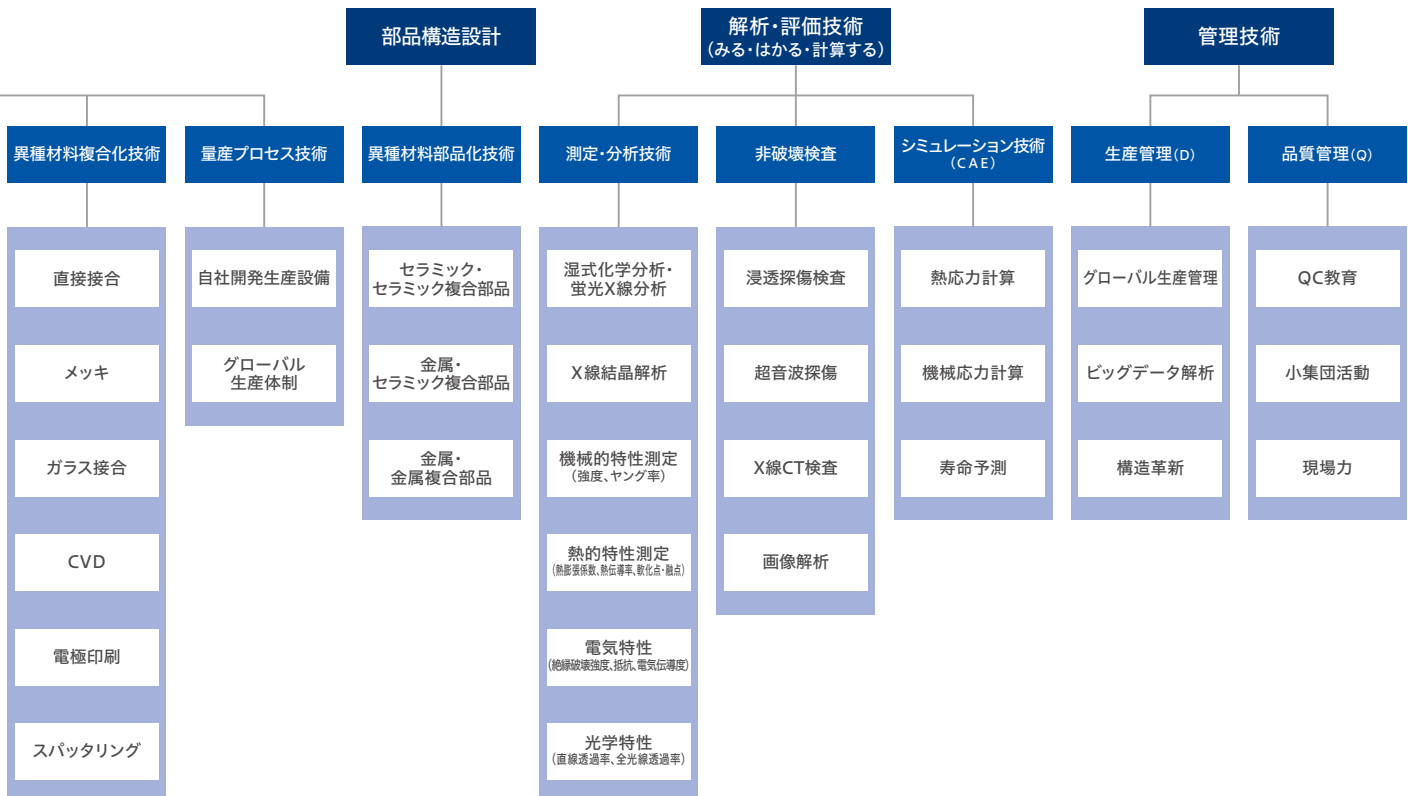 部品構造設計
解析・評価技術
（みる・はかる・計算する）
管理技術
異種材料複合化技術
量産プロセス技術
異種材料部品化技術
測定・分析技術
非破壊検査
シミュレーション技術
（CAE）
生産管理（D）
品質管理（Q）
直接接合
メッキ
ガラス接合
CVD
電極印刷
スパッタリング
自社開発生産設備
グローバル
生産体制
セラミック・
セラミック複合部品
金属・
セラミック複合部品
金属・
金属複合部品
湿式化学分析・
蛍光X線分析
X線結晶解析
機械的特性測定
（強度、ヤング率）
熱的特性測定
（熱膨張係数、熱伝導率、軟化点・融点）
電気特性
（絶縁破壊強度、抵抗、電気伝導度）
光学特性
（直線透過率、全光線透過率）
浸透探傷検査
超音波探傷
X線CT検査
画像解析
熱応力計算
機械応力計算
寿命予測
グローバル生産管理
ビッグデータ解析
構造革新
QC教育
小集団活動
現場力